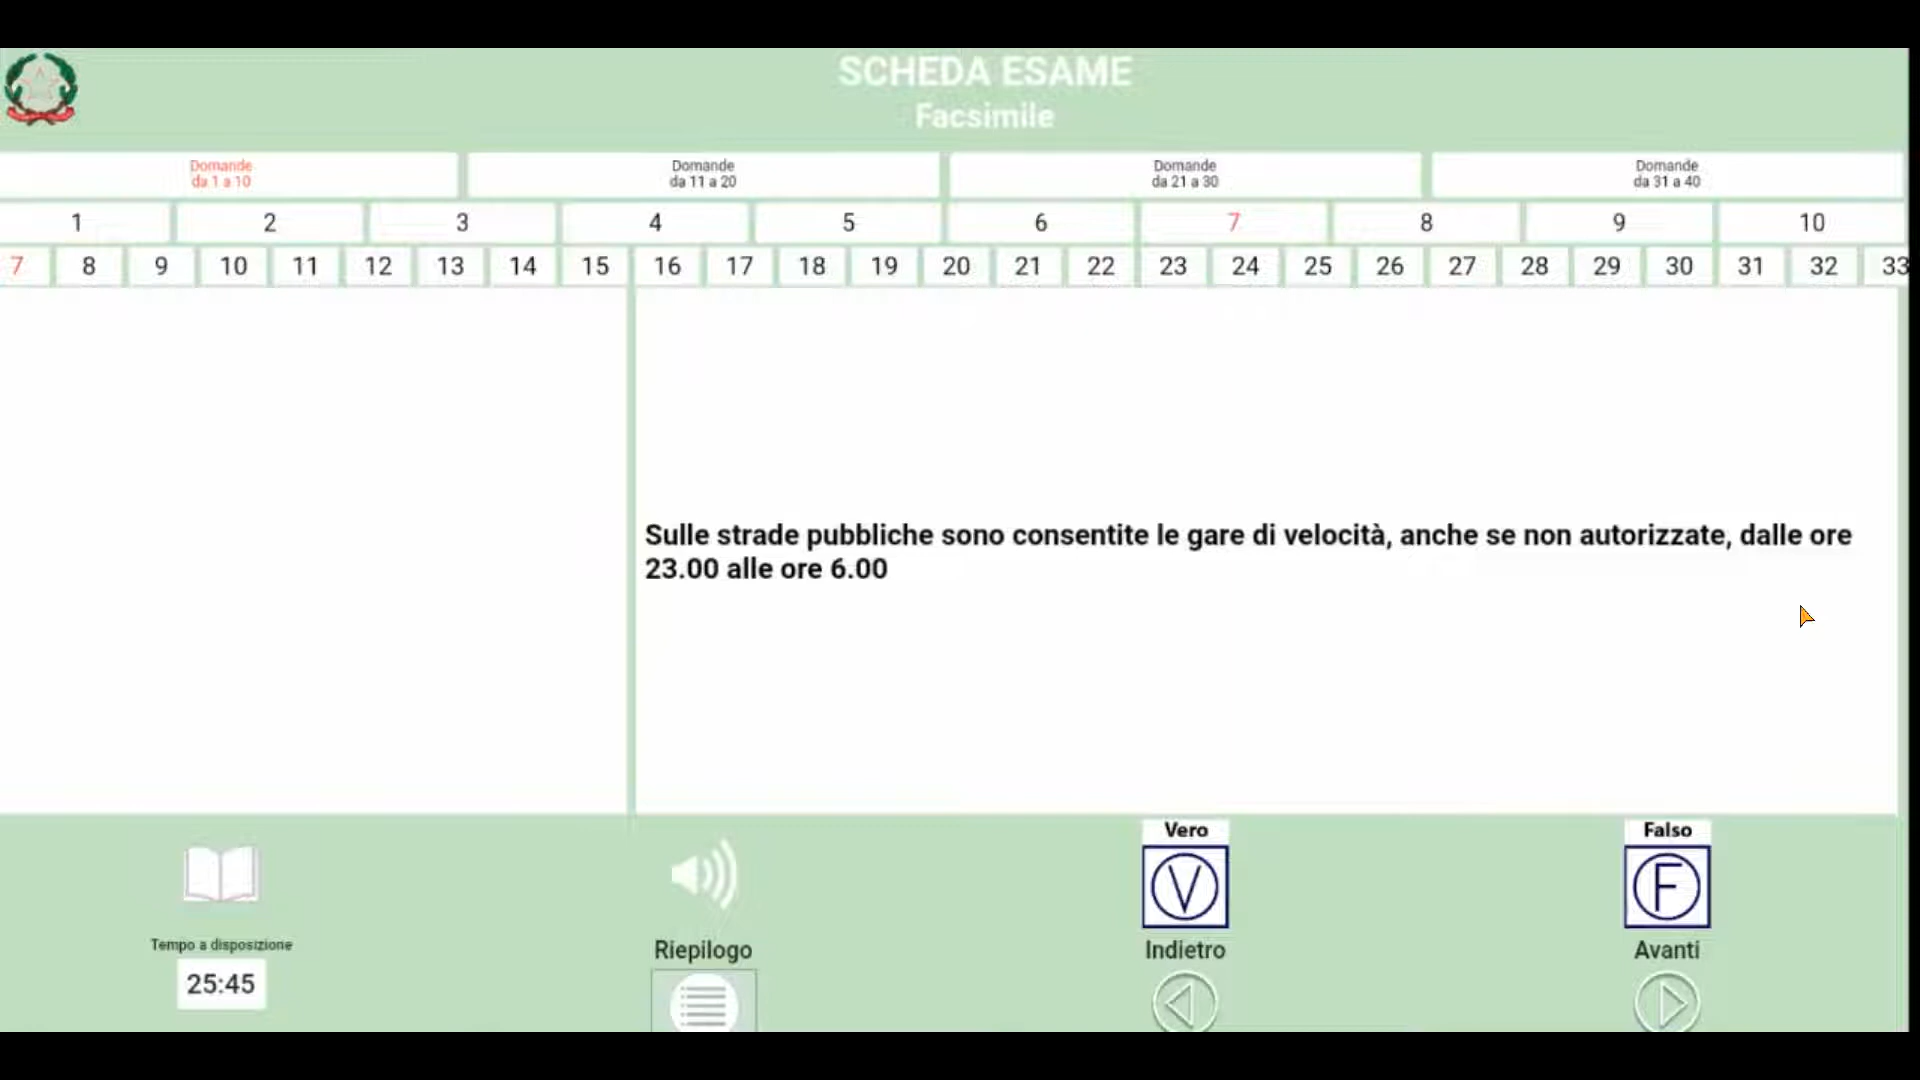 SCHEDA ESAME
Facsimile
Domande
da 1 a 10
Domande
da 11 a 20
Domande
da 21 a 30
Domande
da 31 a 40
1 2 3 4 5 6 7 8 9 10
7 8 9 10 11 12 13 14 15 16 17 18 19 20 21 22 23 24 25 26 27 28 29 30 31 32 33
Sulle strade pubbliche sono consentite le gare di velocità, anche se non autorizzate, dalle ore
23.00 alle ore 6.00
Vero
V
Falso
F
Tempo a disposizione
25:45
Riepilogo
Indietro
Avanti